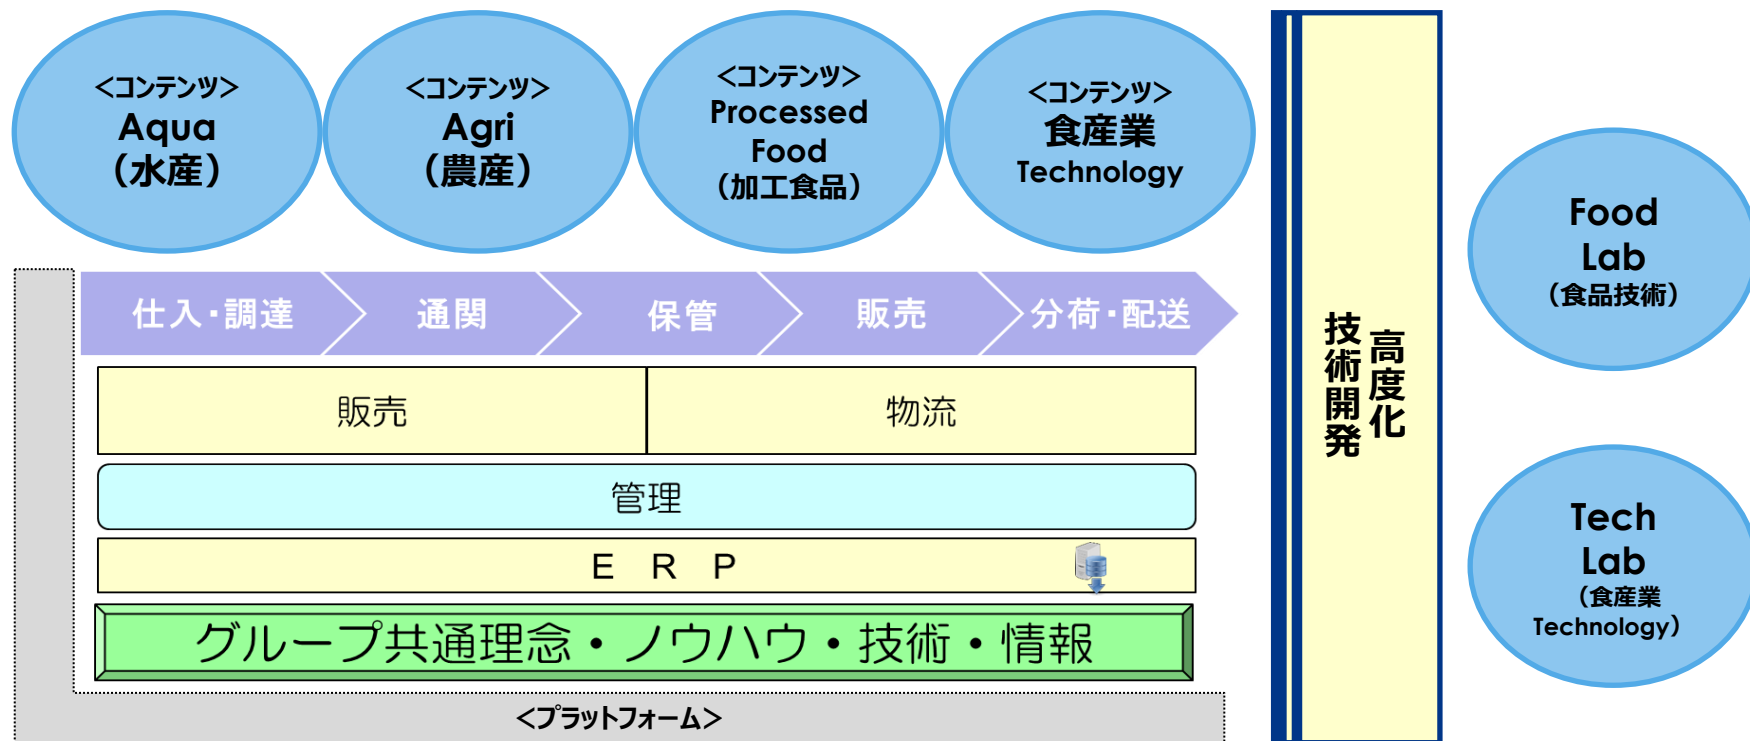 <コンテンツ>
Aqua
(水産)
<コンテンツ>
Agri
(農産)
<コンテンツ>
Processed
Food
(加工食品)
<コンテンツ>
食産業
Technology
仕入・調達
通関
保管
販売
分荷・配送
販売
物流
管理
E R P
グループ共通理念・ノウハウ・技術・情報
<プラットフォーム>
高度化
技術開発
Food
Lab
(食品技術)
Tech
Lab
(食産業
Technology)